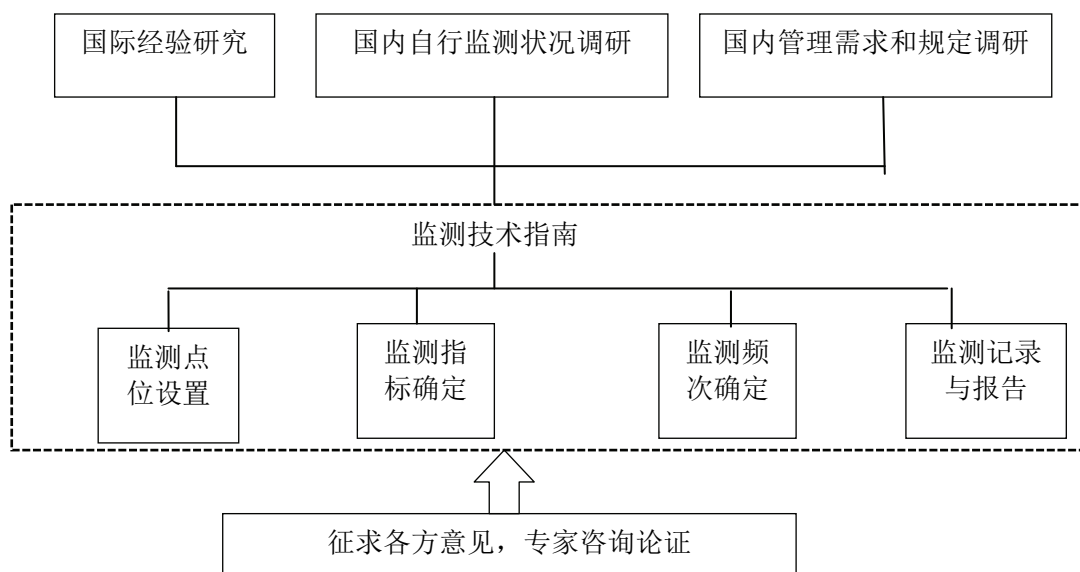 国际经验研究
国内自行监测状况调研
国内管理需求和规定调研
监测技术指南
监测点
位设置
监测指
标确定
监测频
次确定
监测记录
与报告
征求各方意见，专家咨询论证